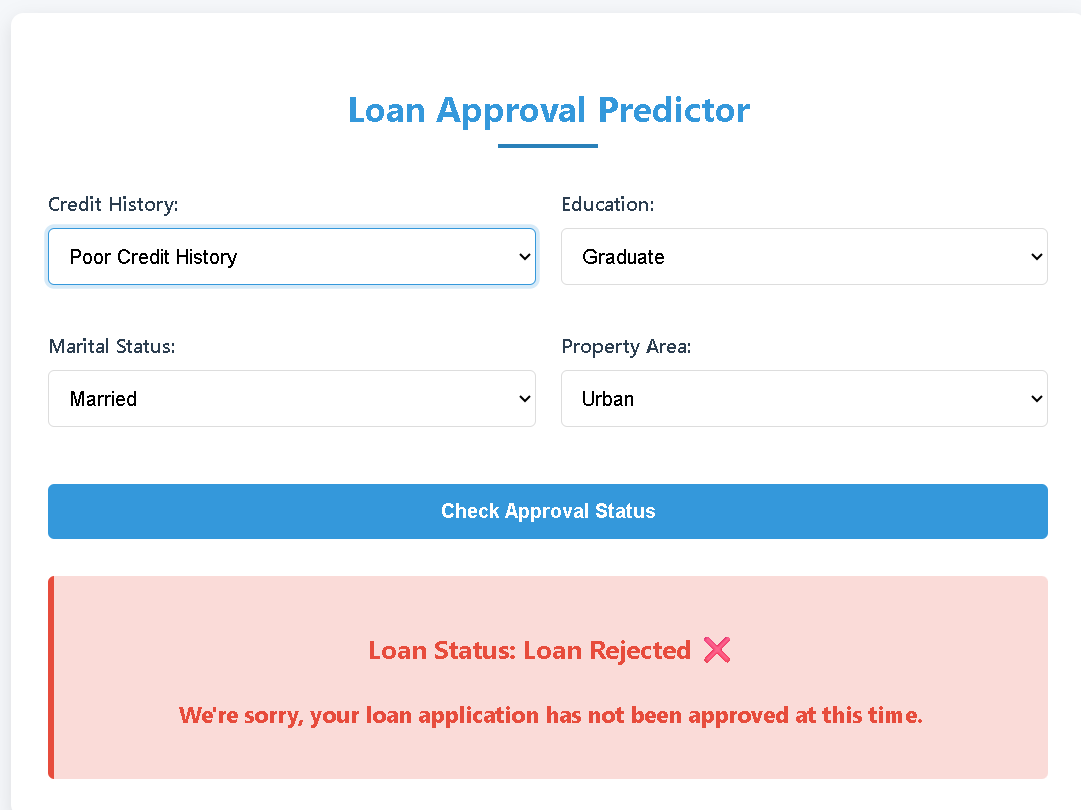 Loan Approval Predictor
Credit History:
Education:
Poor Credit History
Graduate
Marital Status:
Property Area:
Married
Urban
Check Approval Status
Loan Status: Loan Rejected ❌
We're sorry, your loan application has not been approved at this time.